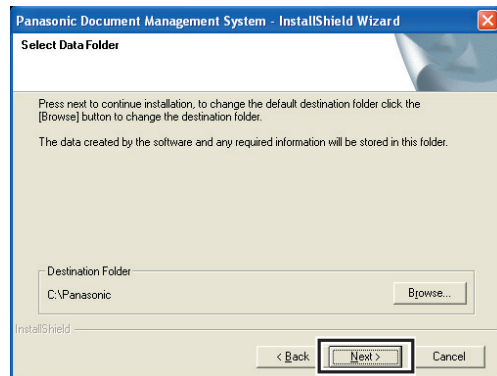 Panasonic Document Management System - InstallShield Wizard
Select Data Folder
Press next to continue installation, to change the default destination folder click the
[Browse] button to change the destination folder.
The data created by the software and any required information will be stored in this folder.
Destination Folder
C:\Panasonic
Browse...
InstallShield
< Back
Next >
Cancel